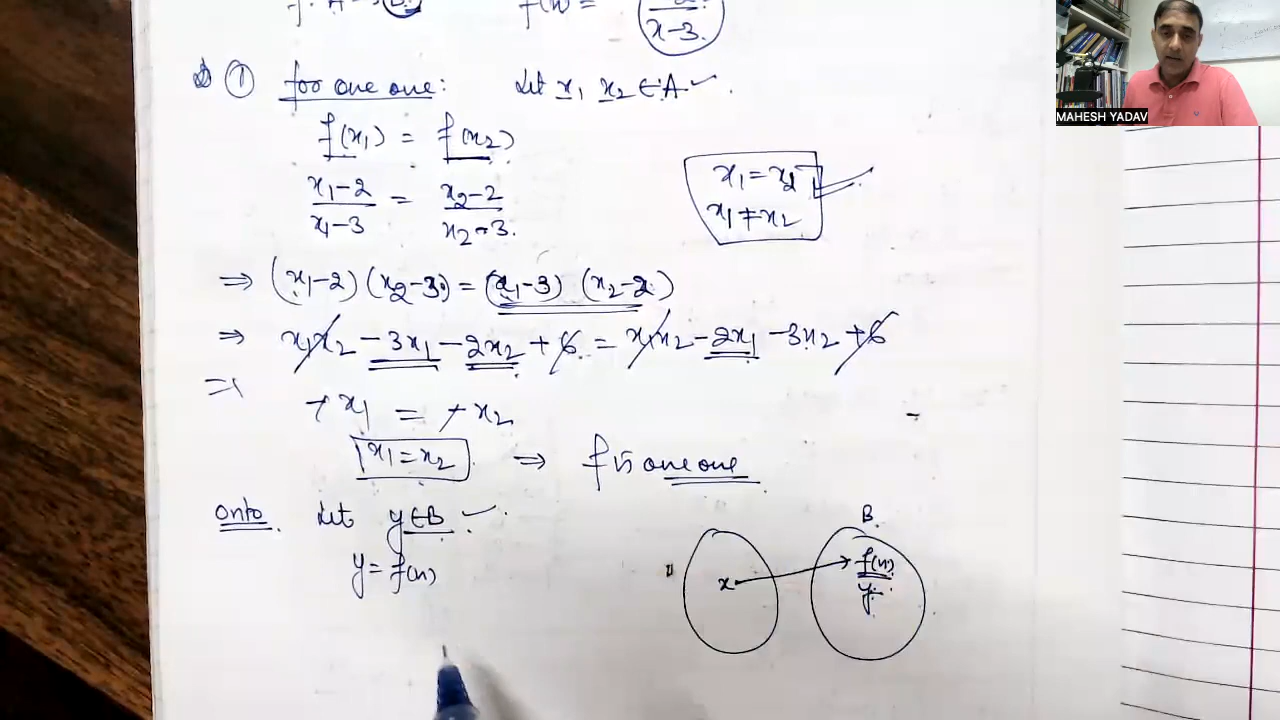 f: A → B. f(x) = x-2 / x-3.
① for one one: Let x₁ x₂ ∈ A ✓.
f(x₁) = f(x₂)
x₁-2 / x₁-3 = x₂-2 / x₂-3.
x₁ = x₂
x₁ ≠ x₂
⇒ (x₁-2) (x₂-3) = (x₁-3) (x₂-2)
⇒ x₁x₂ - 3x₁ - 2x₂ + 6 = x₁x₂ - 2x₁ - 3x₂ + 6
⇒ + x₁ = + x₂
x₁ = x₂ ⇒ f is one one
Onto. Let y ∈ B ✓.
y = f(x)
B.
x f(x)
y.
MAHESH YADAV